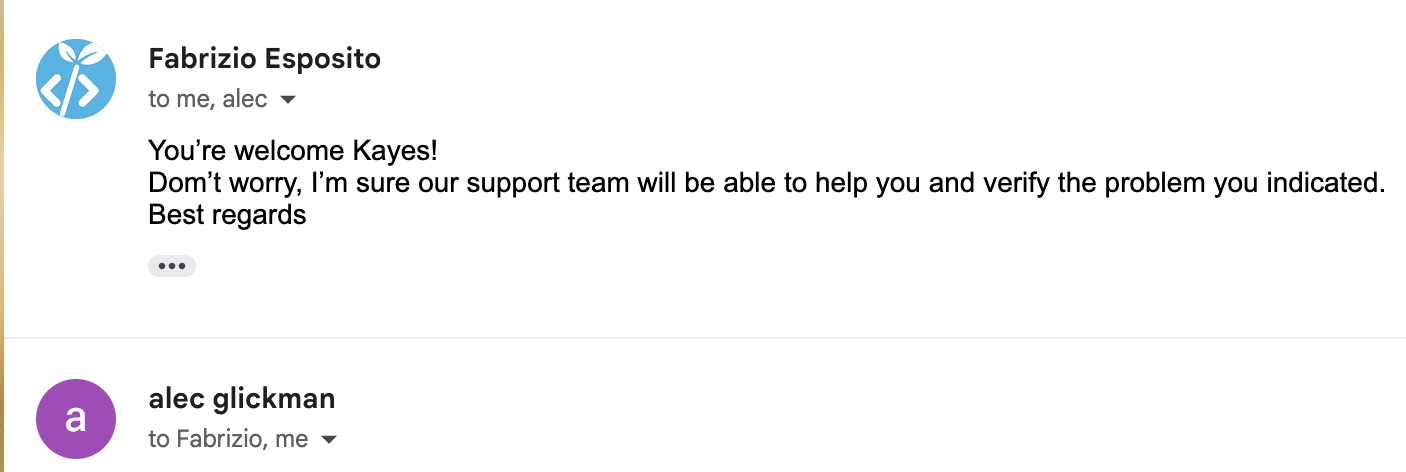 Fabrizio Esposito
to me, alec
You’re welcome Kayes!
Dom’t worry, I’m sure our support team will be able to help you and verify the problem you indicated.
Best regards
a
alec glickman
to Fabrizio, me